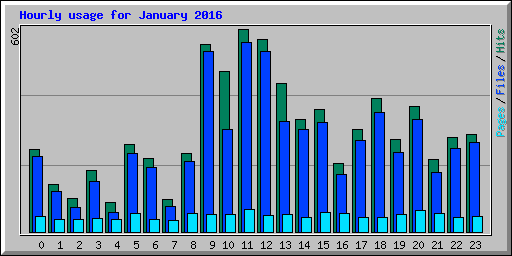 Hourly usage for January 2016
602
Pages/Files/Hits
0 1 2 3 4 5 6 7 8 9 10 11 12 13 14 15 16 17 18 19 20 21 22 23